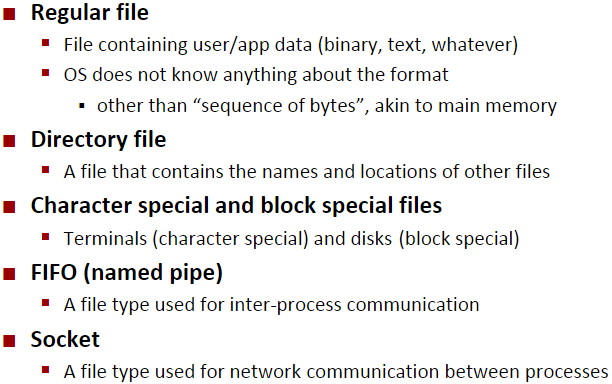 Regular file
File containing user/app data (binary, text, whatever)
OS does not know anything about the format
other than “sequence of bytes”, akin to main memory
Directory file
A file that contains the names and locations of other files
Character special and block special files
Terminals (character special) and disks (block special)
FIFO (named pipe)
A file type used for inter-process communication
Socket
A file type used for network communication between processes